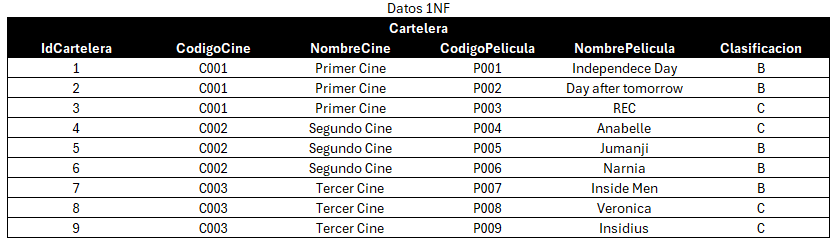 Datos 1NF
Cartelera
IdCartelera CodigoCine NombreCine CodigoPelicula NombrePelicula Clasificacion
1 C001 Primer Cine P001 Independece Day B
2 C001 Primer Cine P002 Day after tomorrow B
3 C001 Primer Cine P003 REC C
4 C002 Segundo Cine P004 Anabelle C
5 C002 Segundo Cine P005 Jumanji B
6 C002 Segundo Cine P006 Narnia B
7 C003 Tercer Cine P007 Inside Men B
8 C003 Tercer Cine P008 Veronica C
9 C003 Tercer Cine P009 Insidius C